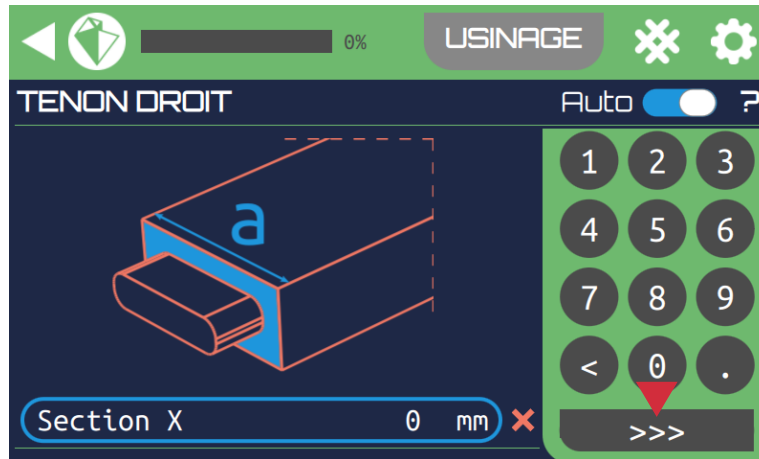 0% USINAGE
TENON DROIT Auto ?
a
1 2 3
4 5 6
7 8 9
< 0 .
Section X 0 mm
>>>